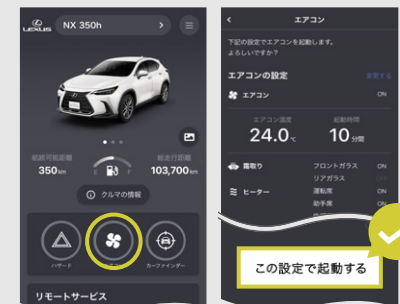 LEXUS
NX 350h
航続可能距離
350 km
E F
総走行距離
103,700 km
クルマの情報
ハザード
カーファインダー
リモートサービス
エアコン
下記の設定でエアコンを起動します。
よろしいですか？
エアコンの設定 変更する
エアコン ON
エアコン温度 起動時間
24.0℃ 10分間
霜取り フロントガラス ON
リアガラス
ヒーター 運転席 ON
助手席 ON
この設定で起動する